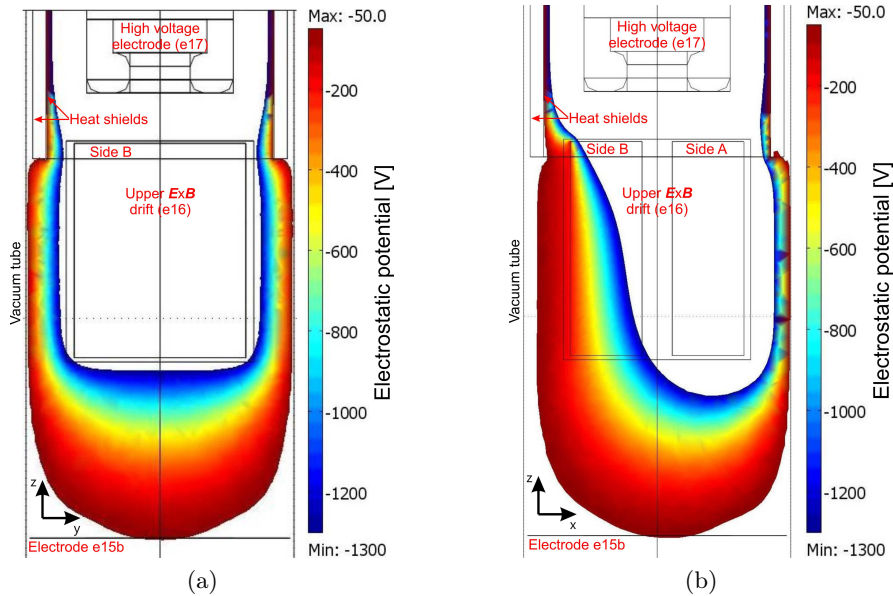 Max: -50.0
High voltage
electrode (e17)
Heat shields
Side B
Upper ExB
drift (e16)
Vacuum tube
-200
-400
-600
-800
-1000
-1200
Electrostatic potential [V]
z
y
Electrode e15b
Min: -1300
(a)
Max: -50.0
High voltage
electrode (e17)
Heat shields
Side B
Side A
Upper ExB
drift (e16)
Vacuum tube
-200
-400
-600
-800
-1000
-1200
Electrostatic potential [V]
z
x
Electrode e15b
Min: -1300
(b)